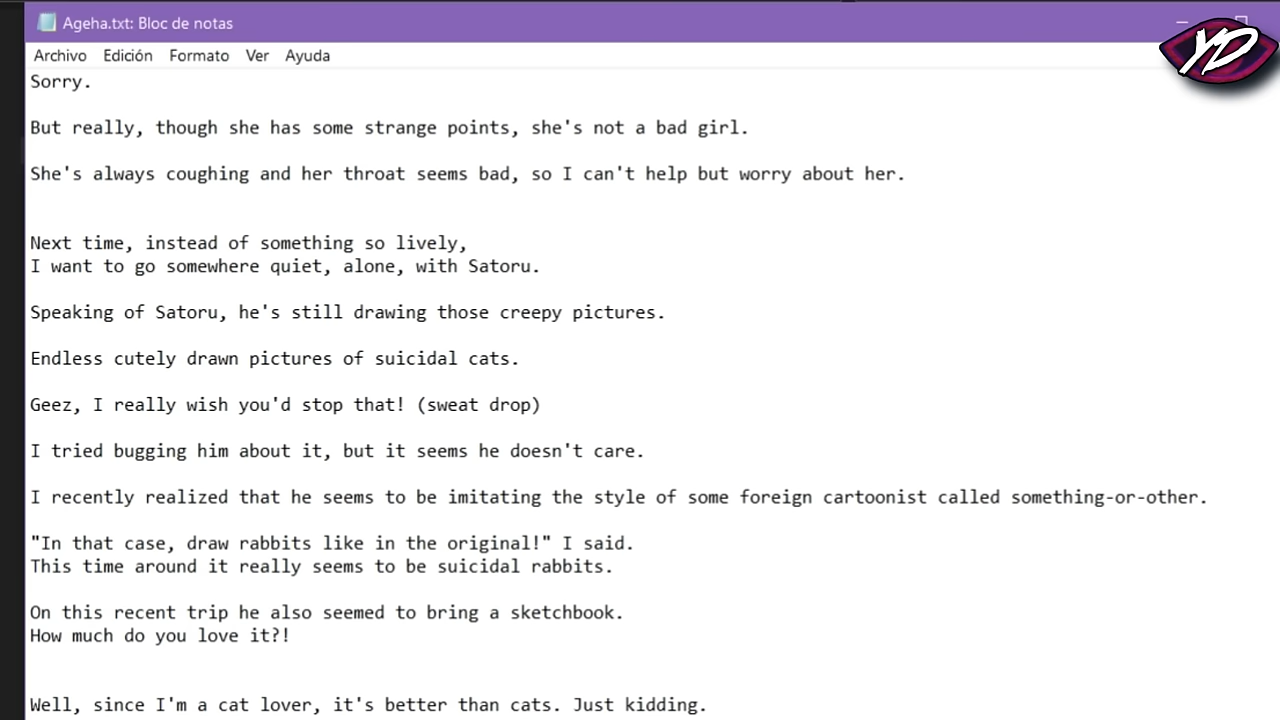 Ageha.txt: Bloc de notas
Archivo Edición Formato Ver Ayuda
YD
Sorry.
But really, though she has some strange points, she's not a bad girl.
She's always coughing and her throat seems bad, so I can't help but worry about her.
Next time, instead of something so lively,
I want to go somewhere quiet, alone, with Satoru.
Speaking of Satoru, he's still drawing those creepy pictures.
Endless cutely drawn pictures of suicidal cats.
Geez, I really wish you'd stop that! (sweat drop)
I tried bugging him about it, but it seems he doesn't care.
I recently realized that he seems to be imitating the style of some foreign cartoonist called something-or-other.
"In that case, draw rabbits like in the original!" I said.
This time around it really seems to be suicidal rabbits.
On this recent trip he also seemed to bring a sketchbook.
How much do you love it?!
Well, since I'm a cat lover, it's better than cats. Just kidding.